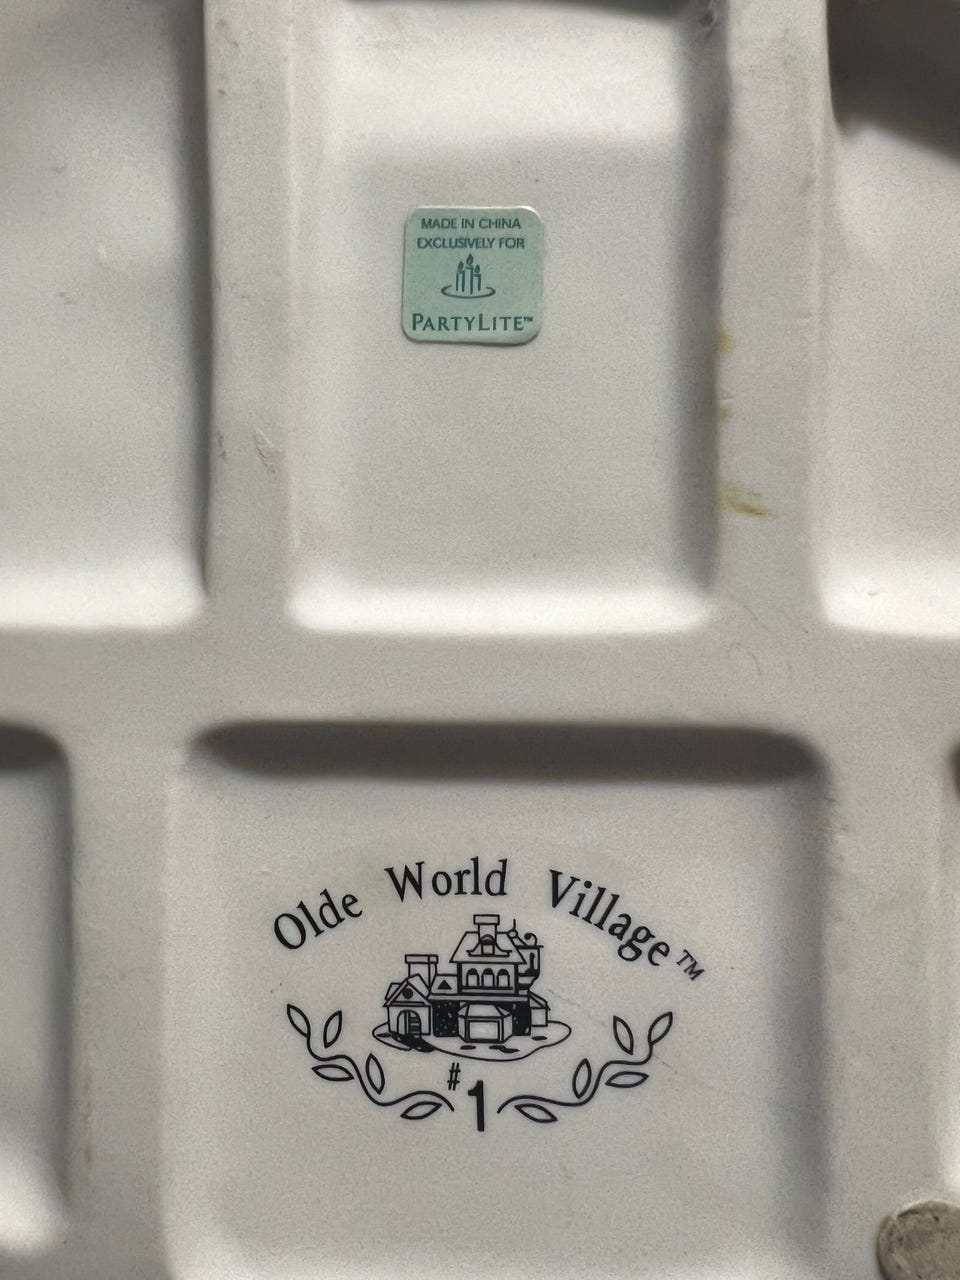 MADE IN CHINA
EXCLUSIVELY FOR
PARTYLITE™
Olde World Village™
#1